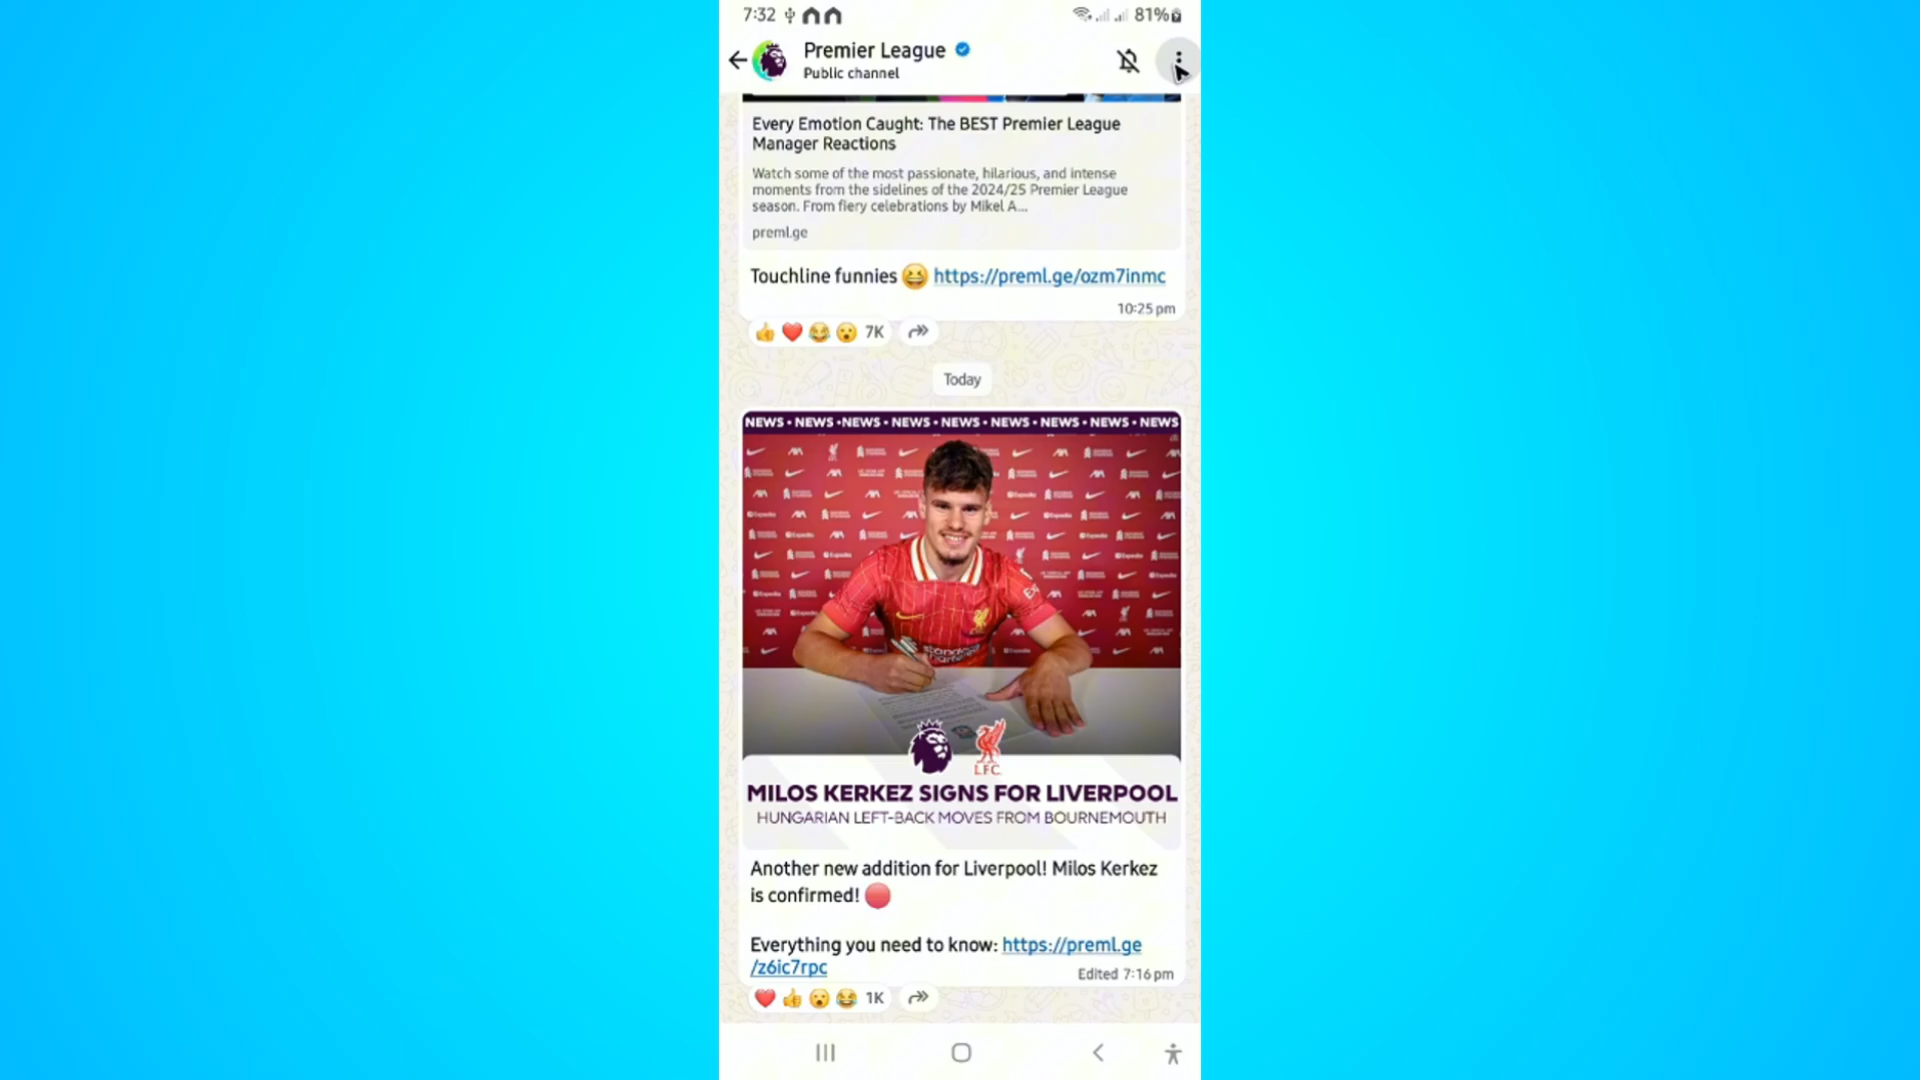 7:32
81%
Premier League
Public channel
Every Emotion Caught: The BEST Premier League
Manager Reactions
Watch some of the most passionate, hilarious, and intense
moments from the sidelines of the 2024/25 Premier League
season. From fiery celebrations by Mikel A...
preml.ge
Touchline funnies 😆 https://preml.ge/ozm7inmc
10:25 pm
👍 ❤️ 😂 😮 7K
Today
NEWS • NEWS • NEWS • NEWS • NEWS • NEWS • NEWS • NEWS • NEWS
L.F.C.
MILOS KERKEZ SIGNS FOR LIVERPOOL
HUNGARIAN LEFT-BACK MOVES FROM BOURNEMOUTH
Another new addition for Liverpool! Milos Kerkez
is confirmed! 🔴
Everything you need to know: https://preml.ge
/z6ic7rpc
Edited 7:16 pm
❤️ 👍 😮 😂 1K